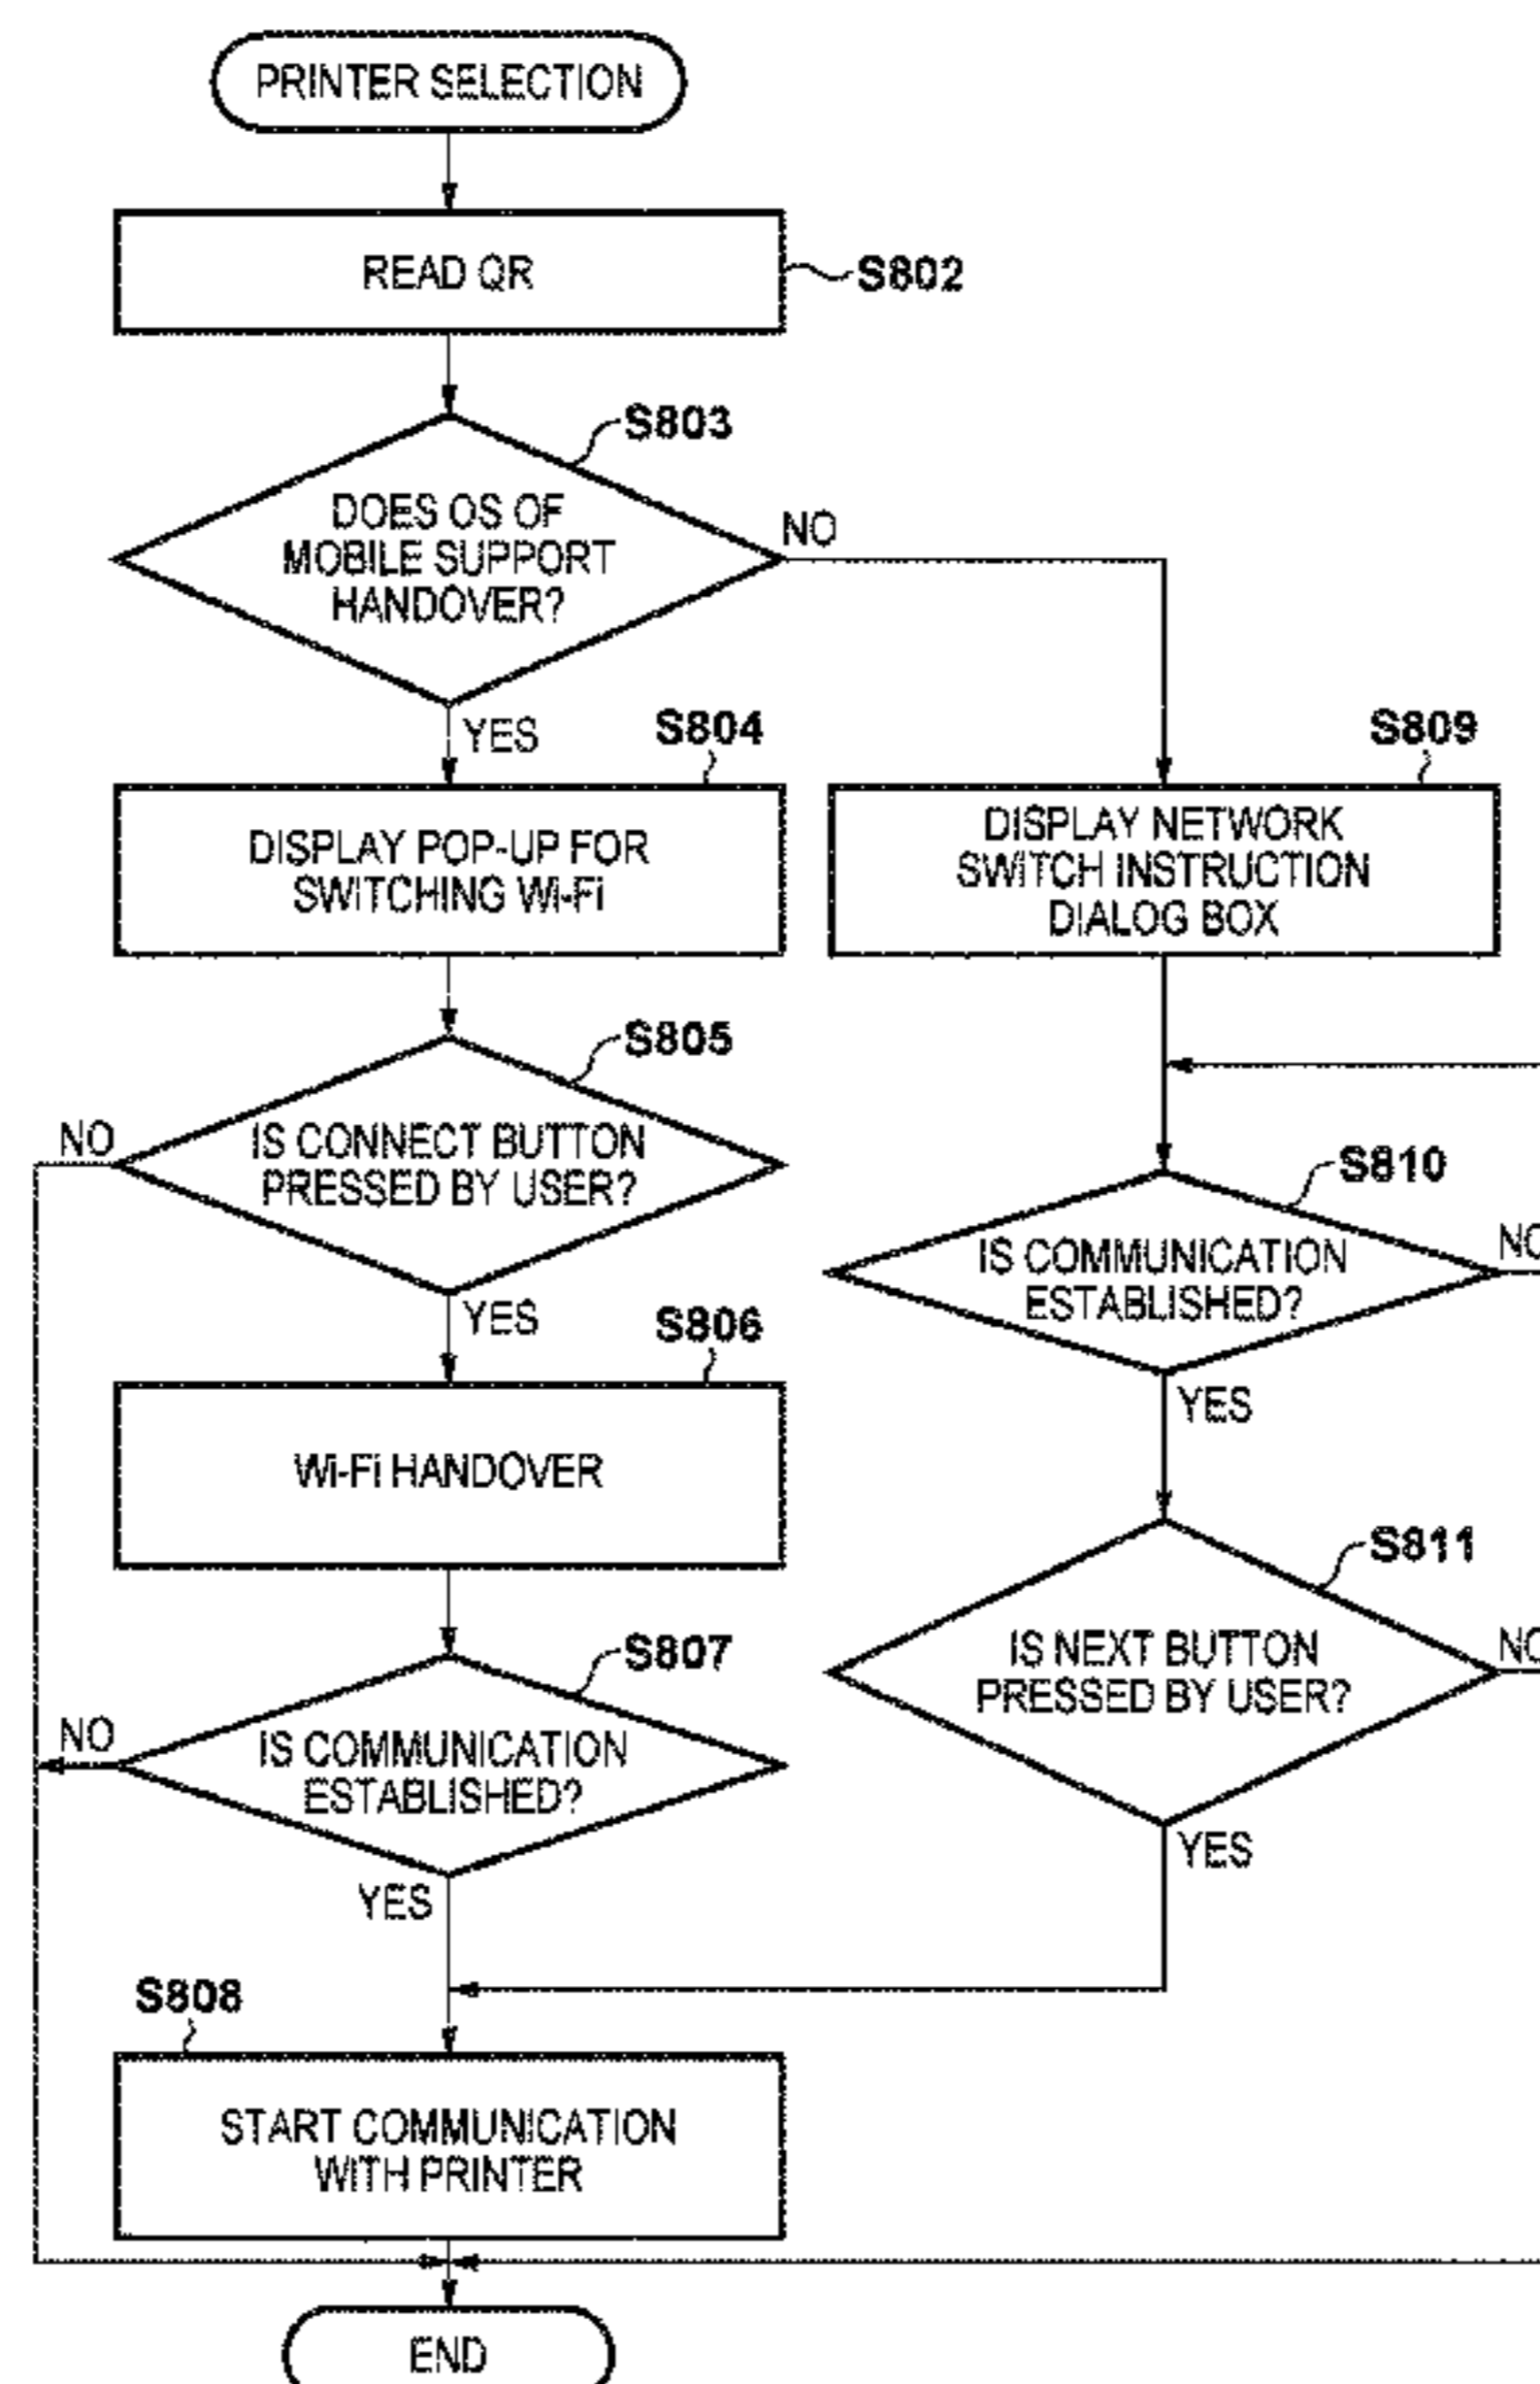 PRINTER SELECTION
READ QR
S802
S803
DOES OS OF
MOBILE SUPPORT
HANDOVER?
NO
YES
S804
DISPLAY POP-UP FOR
SWITCHING Wi-Fi
S809
DISPLAY NETWORK
SWITCH INSTRUCTION
DIALOG BOX
S805
NO
IS CONNECT BUTTON
PRESSED BY USER?
YES
S810
IS COMMUNICATION
ESTABLISHED?
NO
YES
S806
Wi-Fi HANDOVER
S811
IS NEXT BUTTON
PRESSED BY USER?
NO
YES
S807
NO
IS COMMUNICATION
ESTABLISHED?
YES
S808
START COMMUNICATION
WITH PRINTER
END